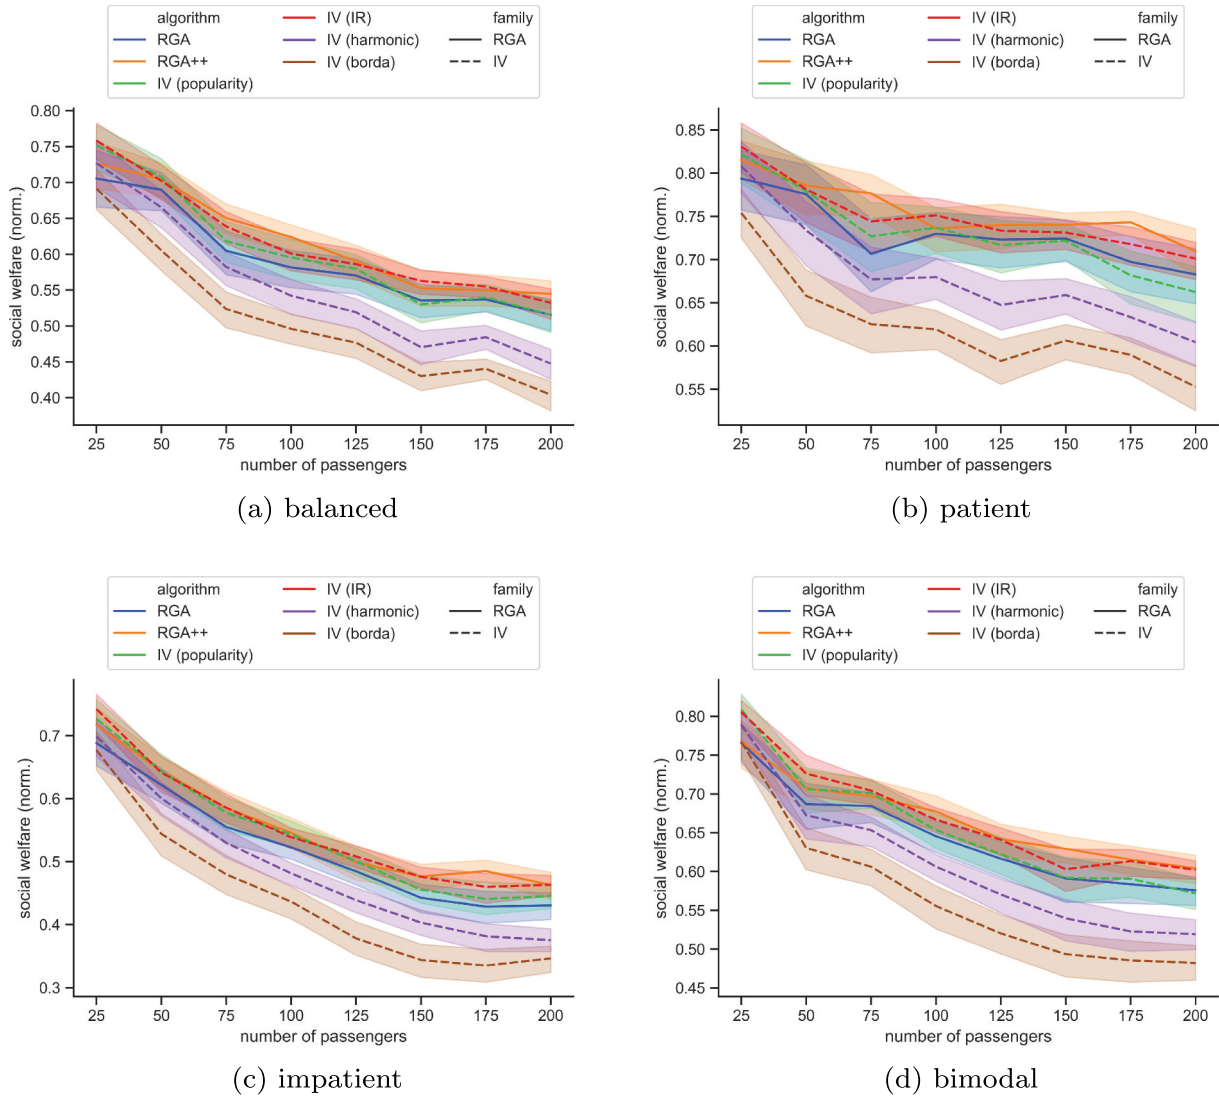 algorithm IV (IR) family
RGA IV (harmonic) RGA
RGA++ IV (borda) IV
IV (popularity)
0.80
0.75
0.70
0.65
0.60
0.55
0.50
0.45
0.40
social welfare (norm.)
25 50 75 100 125 150 175 200
number of passengers
(a) balanced
algorithm IV (IR) family
RGA IV (harmonic) RGA
RGA++ IV (borda) IV
IV (popularity)
0.85
0.80
0.75
0.70
0.65
0.60
0.55
social welfare (norm.)
25 50 75 100 125 150 175 200
number of passengers
(b) patient
algorithm IV (IR) family
RGA IV (harmonic) RGA
RGA++ IV (borda) IV
IV (popularity)
0.7
0.6
0.5
0.4
0.3
social welfare (norm.)
25 50 75 100 125 150 175 200
number of passengers
(c) impatient
algorithm IV (IR) family
RGA IV (harmonic) RGA
RGA++ IV (borda) IV
IV (popularity)
0.80
0.75
0.70
0.65
0.60
0.55
0.50
0.45
social welfare (norm.)
25 50 75 100 125 150 175 200
number of passengers
(d) bimodal